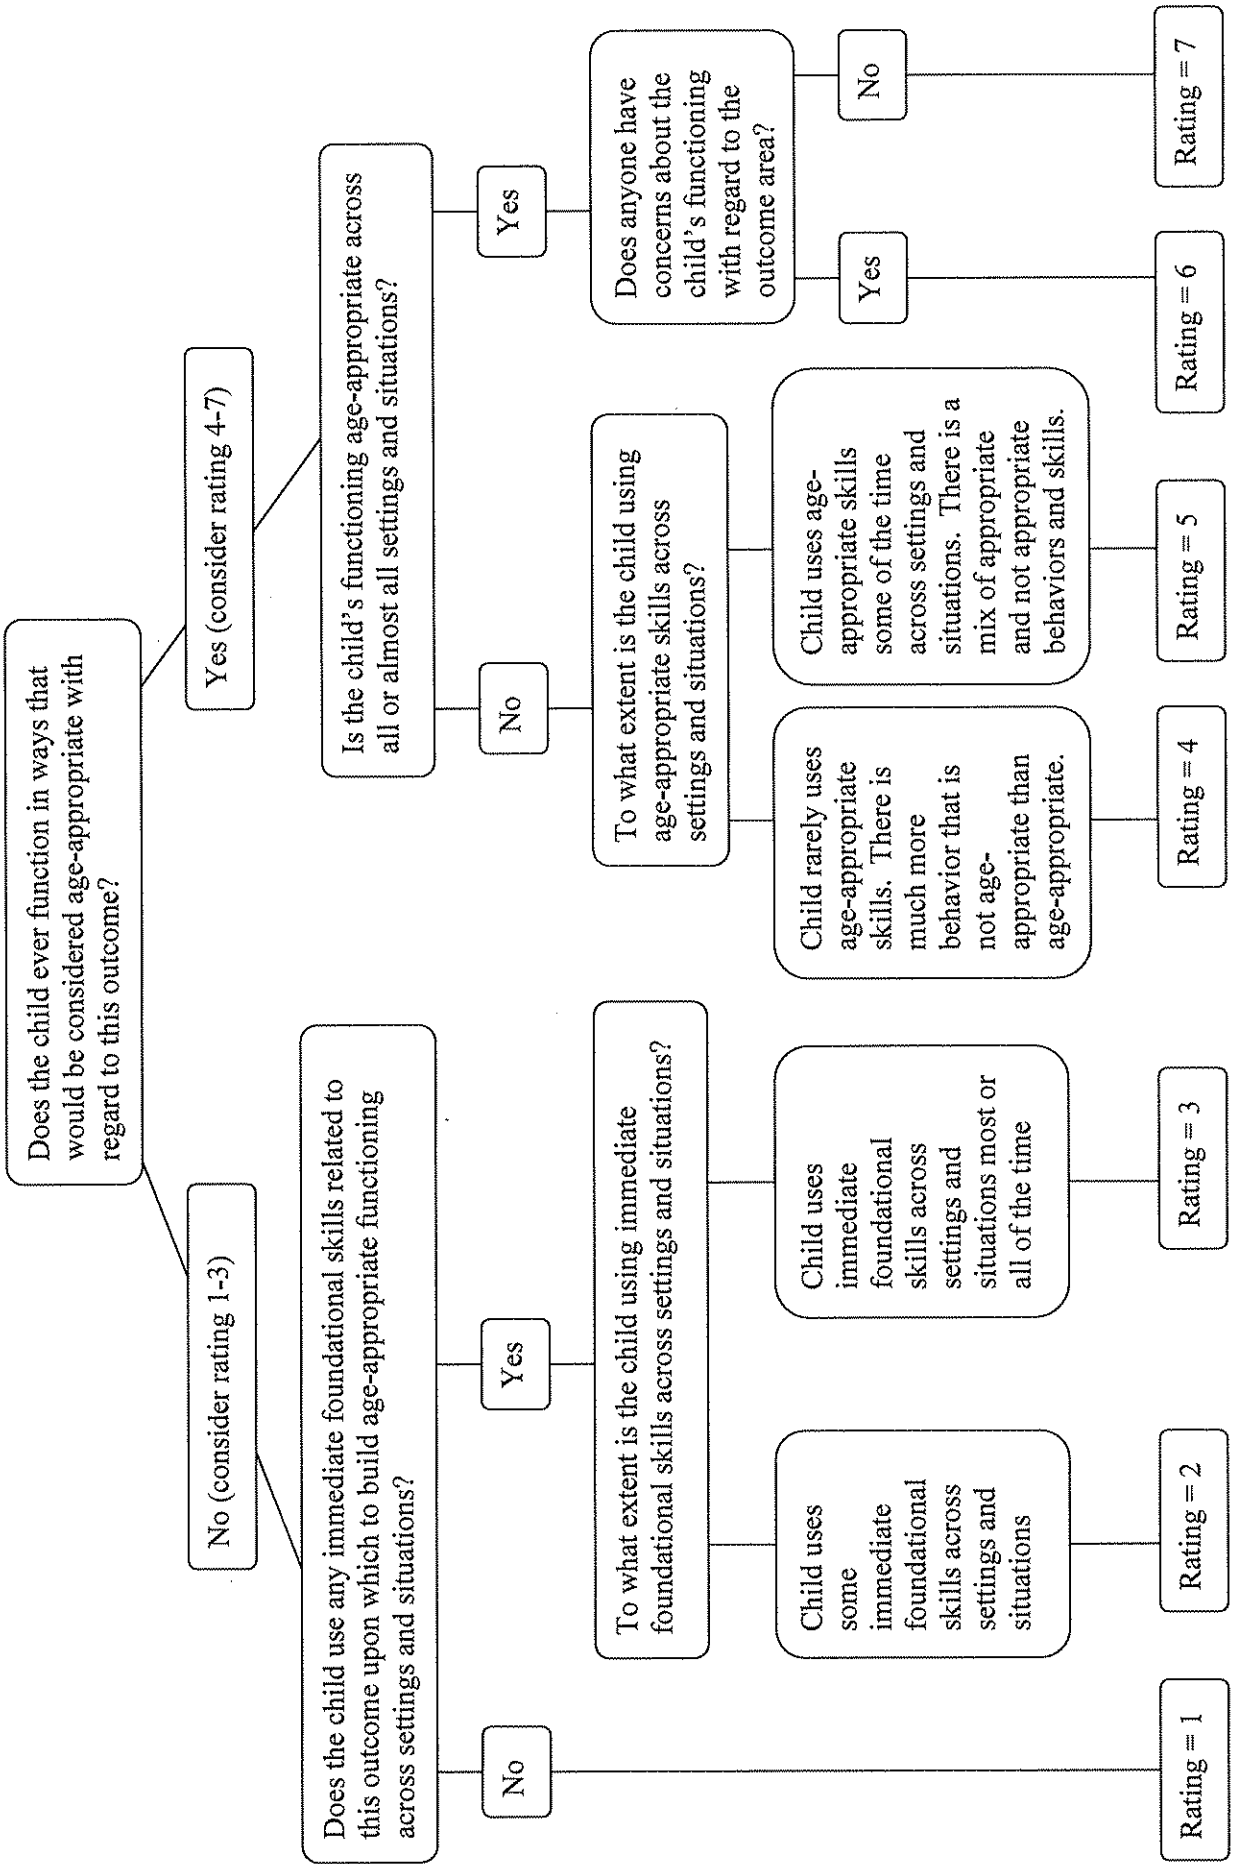 Does the child ever function in ways that
would be considered age-appropriate with
regard to this outcome?
No (consider rating 1-3)
Yes (consider rating 4-7)
Does the child use any immediate foundational skills related to
this outcome upon which to build age-appropriate functioning
across settings and situations?
Is the child's functioning age-appropriate across
all or almost all settings and situations?
No
Yes
No
Yes
To what extent is the child using immediate
foundational skills across settings and situations?
To what extent is the child using
age-appropriate skills across
settings and situations?
Does anyone have
concerns about the
child's functioning
with regard to the
outcome area?
Child uses
some
immediate
foundational
skills across
settings and
situations
Child uses
immediate
foundational
skills across
settings and
situations most or
all of the time
Child rarely uses
age-appropriate
skills. There is
much more
behavior that is
not age-
appropriate than
age-appropriate.
Child uses age-
appropriate skills
some of the time
across settings and
situations. There is a
mix of appropriate
and not appropriate
behaviors and skills.
Yes
No
Rating = 1
Rating = 2
Rating = 3
Rating = 4
Rating = 5
Rating = 6
Rating = 7